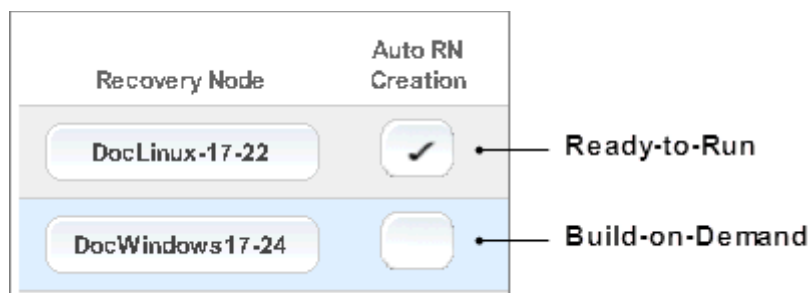 Recovery Node
Auto RN
Creation
DocLinux-17-22
Ready-to-Run
DocWindows17-24
Build-on-Demand